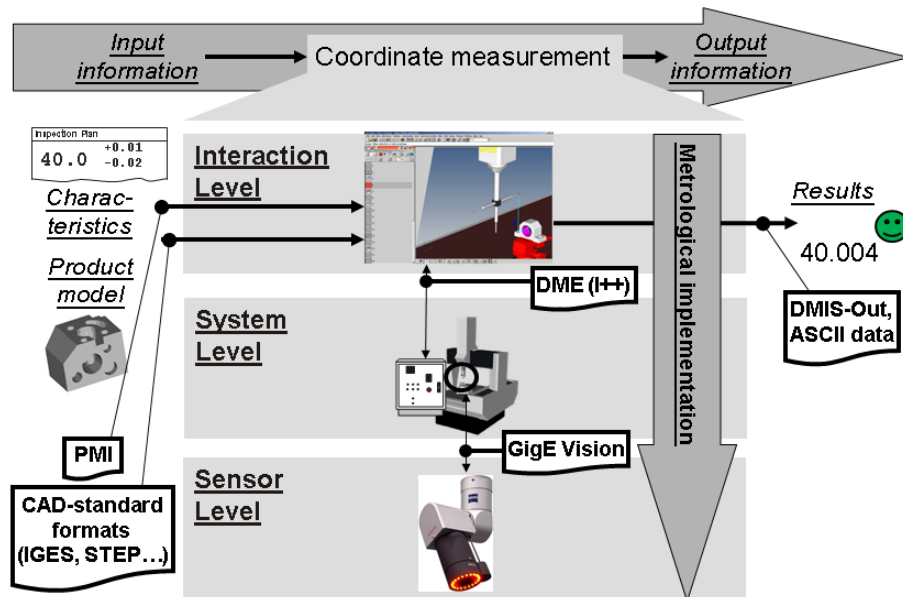 Input
information
Coordinate measurement
Output
information
Inspection Plan
40.0
+0.01
-0.02
Charac-
teristics
Product
model
PMI
CAD-standard
formats
(IGES, STEP...)
Interaction
Level
DME (I++)
System
Level
GigE Vision
Sensor
Level
Metrological implementation
Results
40.004
DMIS-Out,
ASCII data